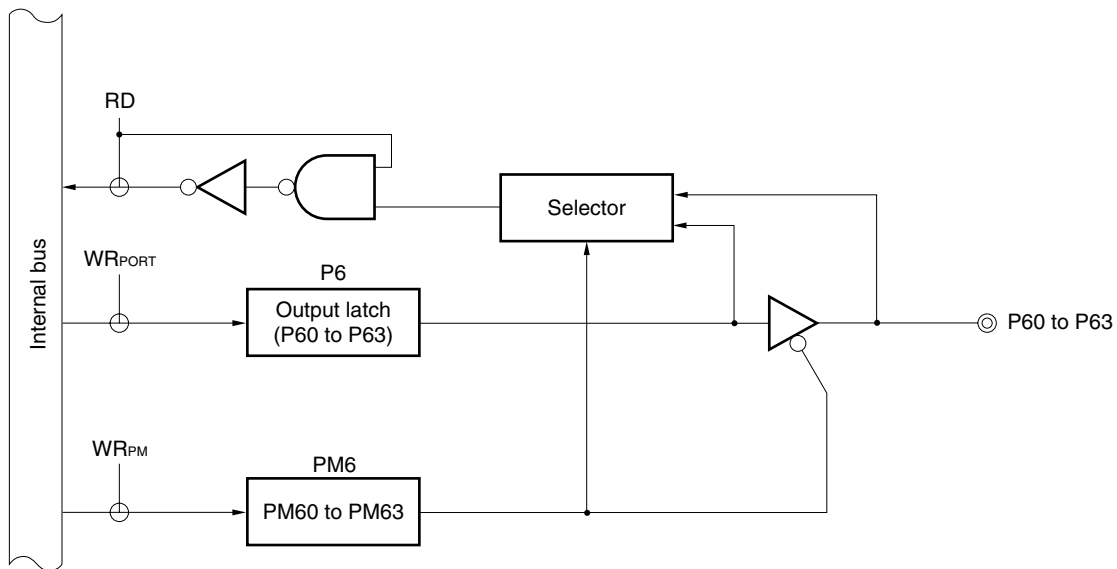 RD
Selector
Internal bus
WRPORT
P6
Output latch
(P60 to P63)
P60 to P63
WRPM
PM6
PM60 to PM63